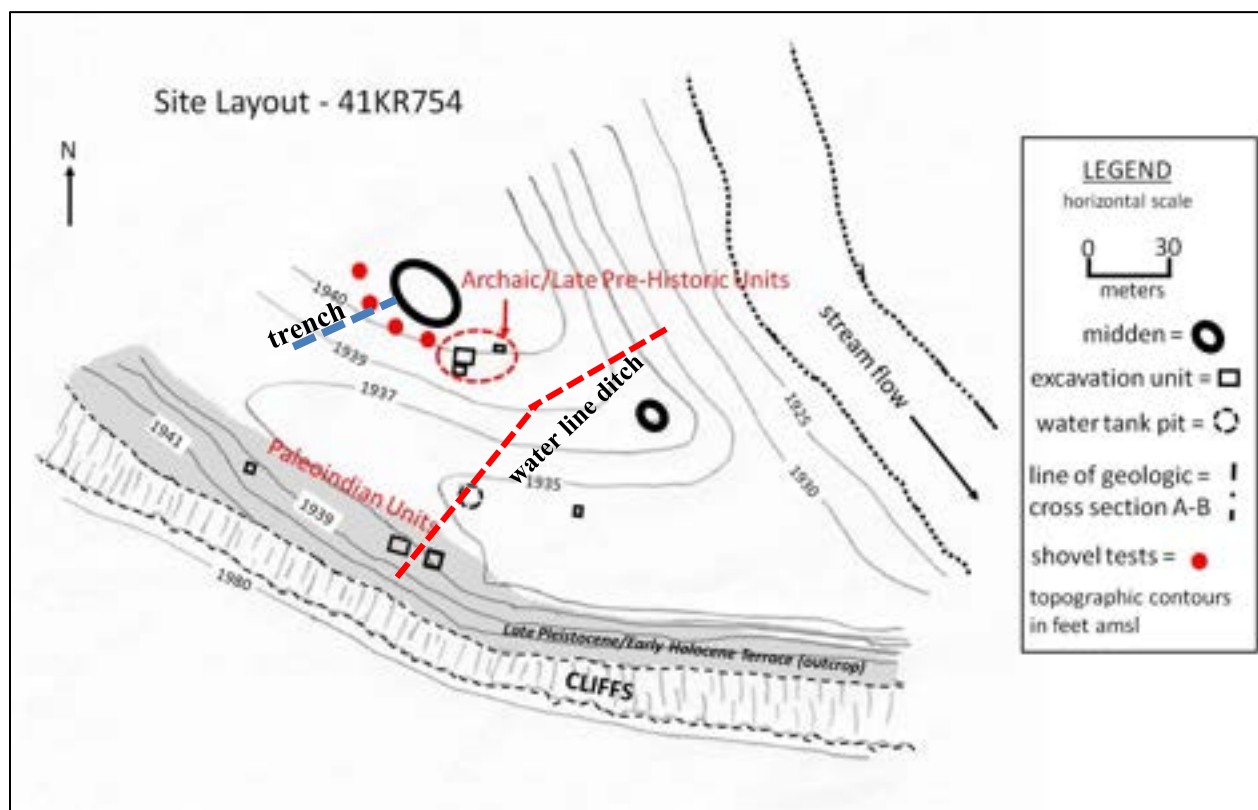 Site Layout - 41KR754
N
Archaic/Late Pre-Historic Units
1940
trench
1939
1937
1941
Paleoindian Units
1939
1980
water line ditch
1935
1925
1930
stream flow
Late Pleistocene/Early Holocene Terrace (outcrop)
CLIFFS
LEGEND
horizontal scale
0 30
meters
midden =
excavation unit =
water tank pit =
line of geologic =
cross section A-B
shovel tests =
topographic contours
in feet amsl